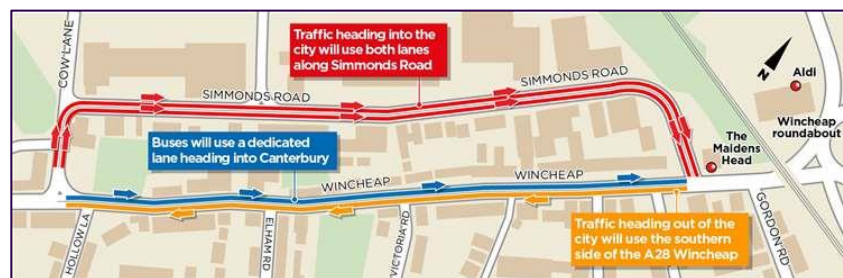 Traffic heading into the
city will use both lanes
along Simmonds Road
COW LANE
SIMMONDS ROAD
SIMMONDS ROAD
N
Aldi
Wincheap
roundabout
The
Maidens
Head
Buses will use a dedicated
lane heading into Canterbury
WINCHEAP
WINCHEAP
HOLLOW LA
ELHAM RD
VICTORIA RD
Traffic heading out of the
city will use the southern
side of the A28 Wincheap
GORDON RD